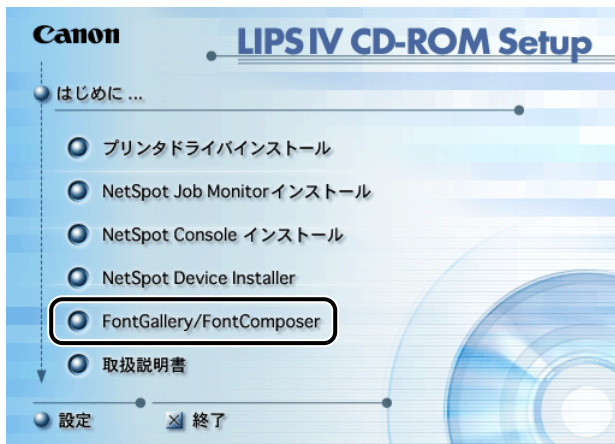 Canon
LIPS IV CD-ROM Setup
はじめに ...
プリンタドライバインストール
NetSpot Job Monitorインストール
NetSpot Console インストール
NetSpot Device Installer
FontGallery/FontComposer
取扱説明書
設定
終了